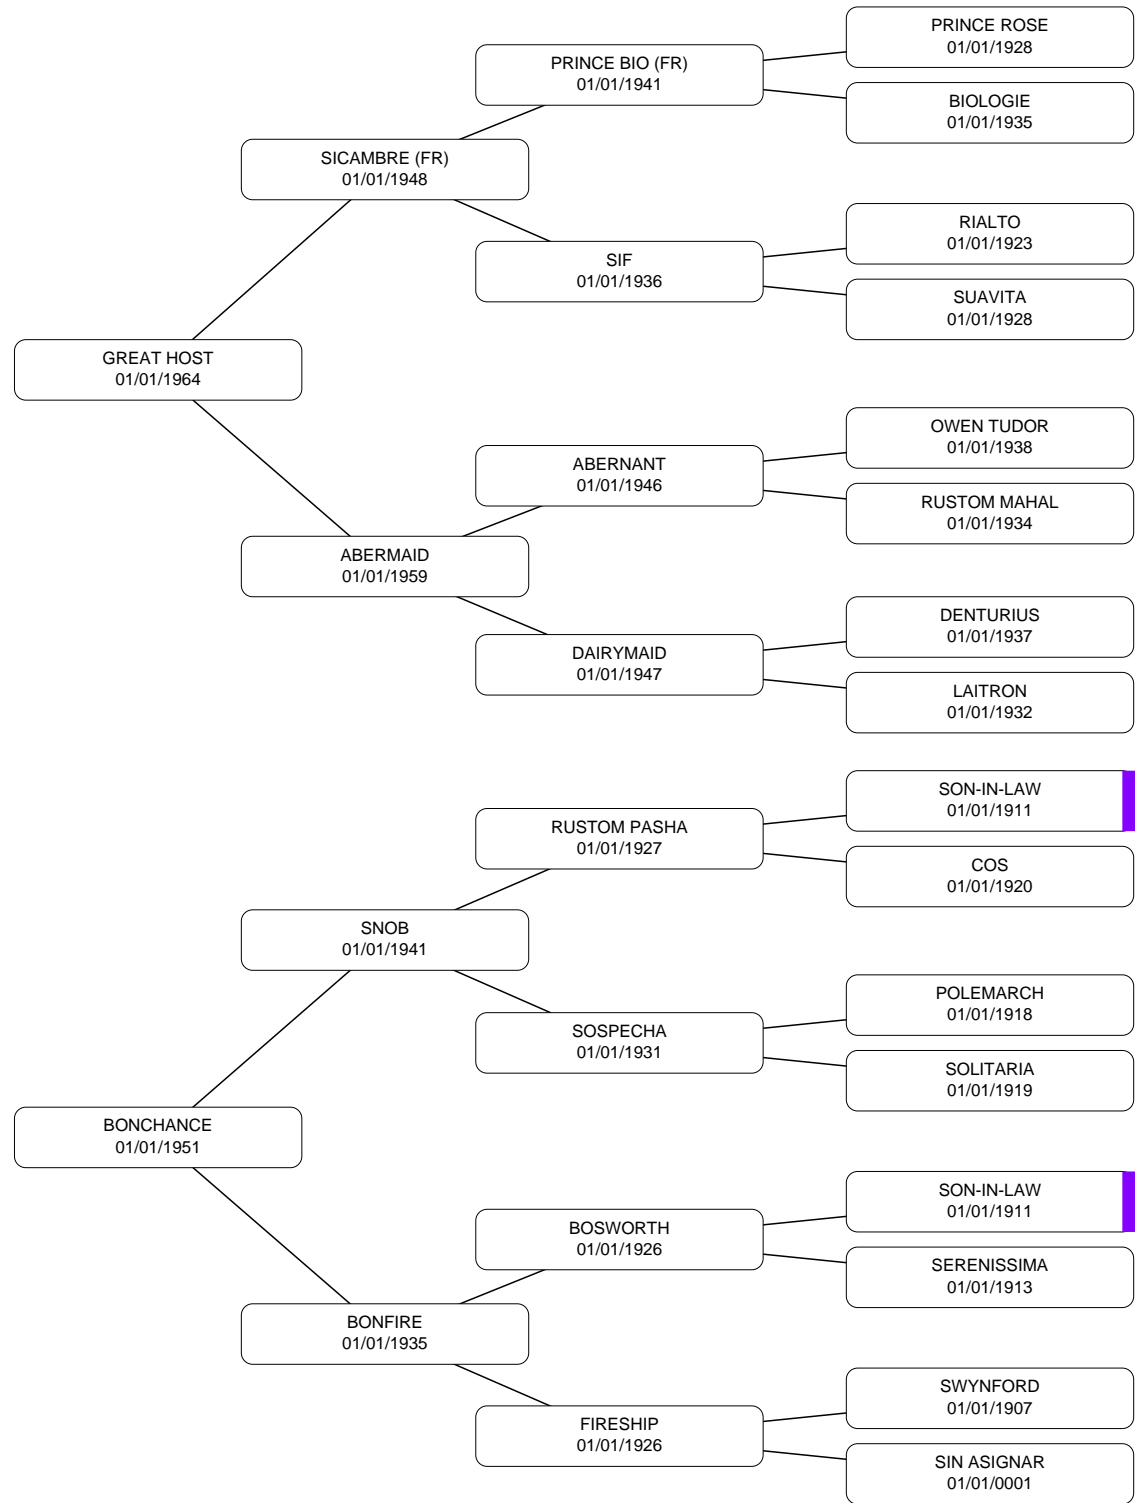 PRINCE ROSE
01/01/1928
PRINCE BIO (FR)
01/01/1941
BIOLOGIE
01/01/1935
SICAMBRE (FR)
01/01/1948
RIALTO
01/01/1923
SIF
01/01/1936
SUAVITA
01/01/1928
GREAT HOST
01/01/1964
OWEN TUDOR
01/01/1938
ABERNANT
01/01/1946
RUSTOM MAHAL
01/01/1934
ABERMAID
01/01/1959
DENTURIUS
01/01/1937
DAIRYMAID
01/01/1947
LAITRON
01/01/1932
SON-IN-LAW
01/01/1911
RUSTOM PASHA
01/01/1927
COS
01/01/1920
SNOB
01/01/1941
POLEMARCH
01/01/1918
SOSPECHA
01/01/1931
SOLITARIA
01/01/1919
BONCHANCE
01/01/1951
SON-IN-LAW
01/01/1911
BOSWORTH
01/01/1926
SERENISSIMA
01/01/1913
BONFIRE
01/01/1935
SWYNFORD
01/01/1907
FIRESHIP
01/01/1926
SIN ASIGNAR
01/01/0001